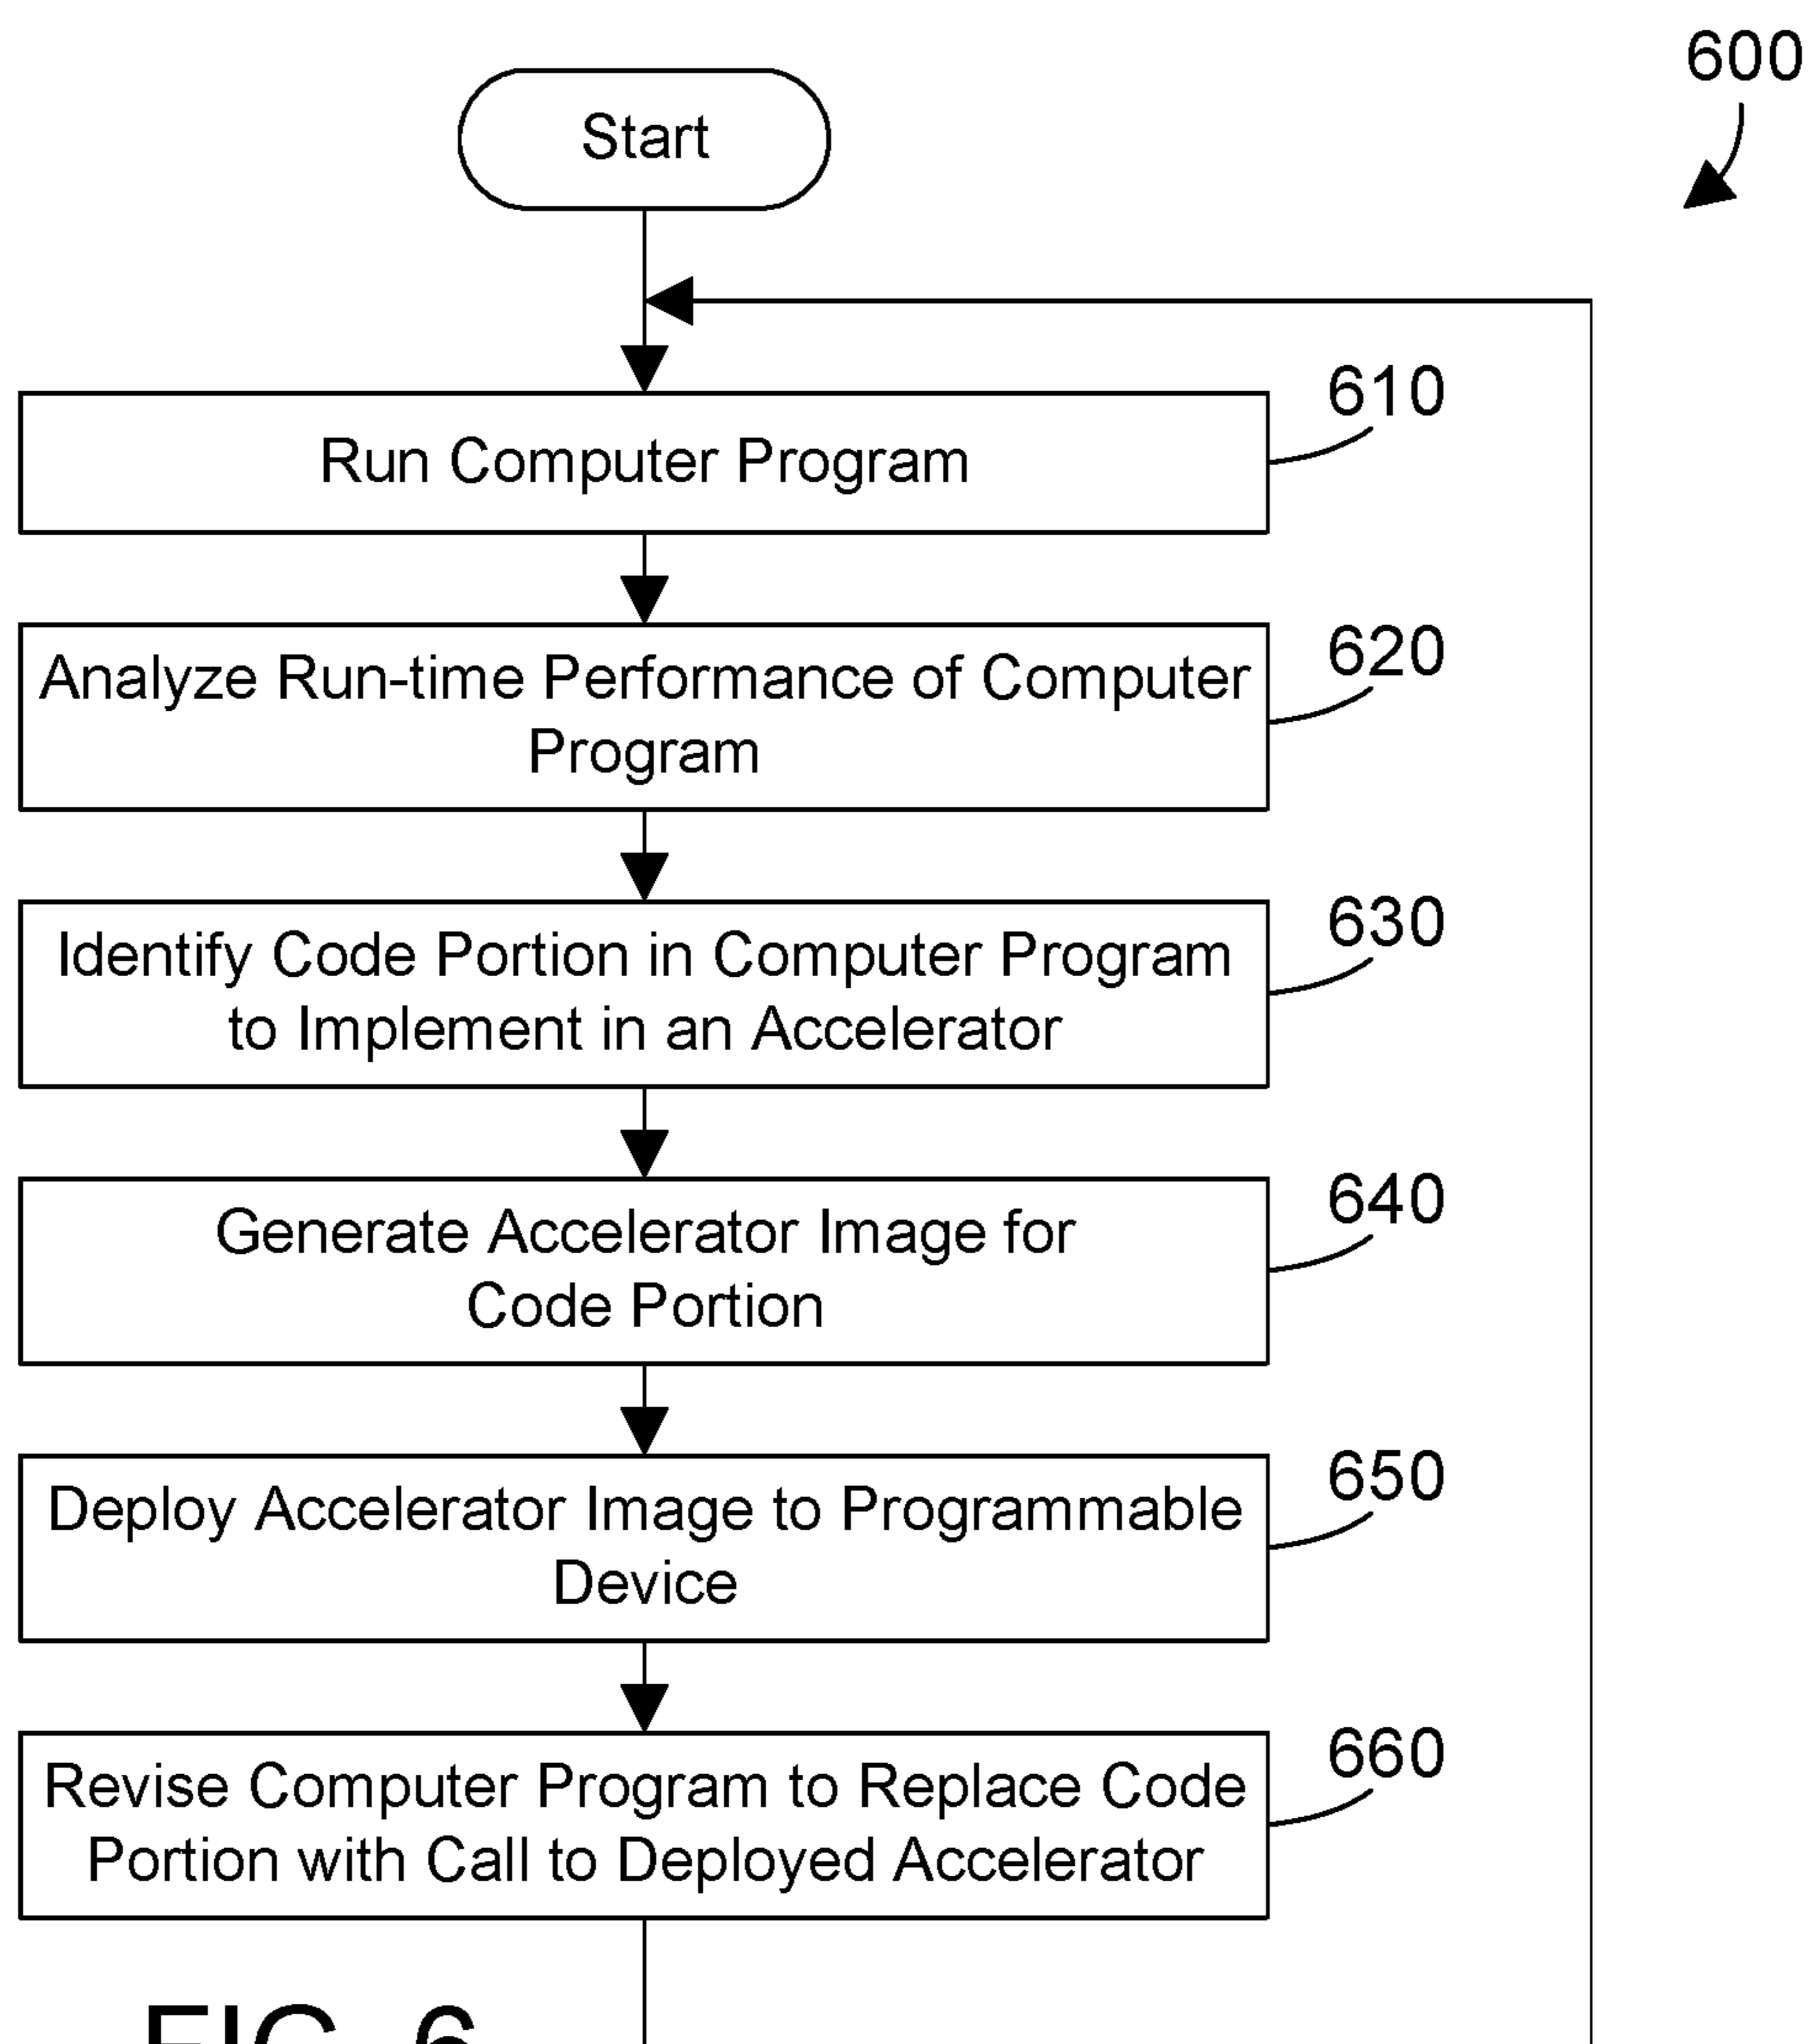 600
Start
610
Run Computer Program
620
Analyze Run-time Performance of Computer
Program
630
Identify Code Portion in Computer Program
to Implement in an Accelerator
640
Generate Accelerator Image for
Code Portion
650
Deploy Accelerator Image to Programmable
Device
660
Revise Computer Program to Replace Code
Portion with Call to Deployed Accelerator
FIG. 6